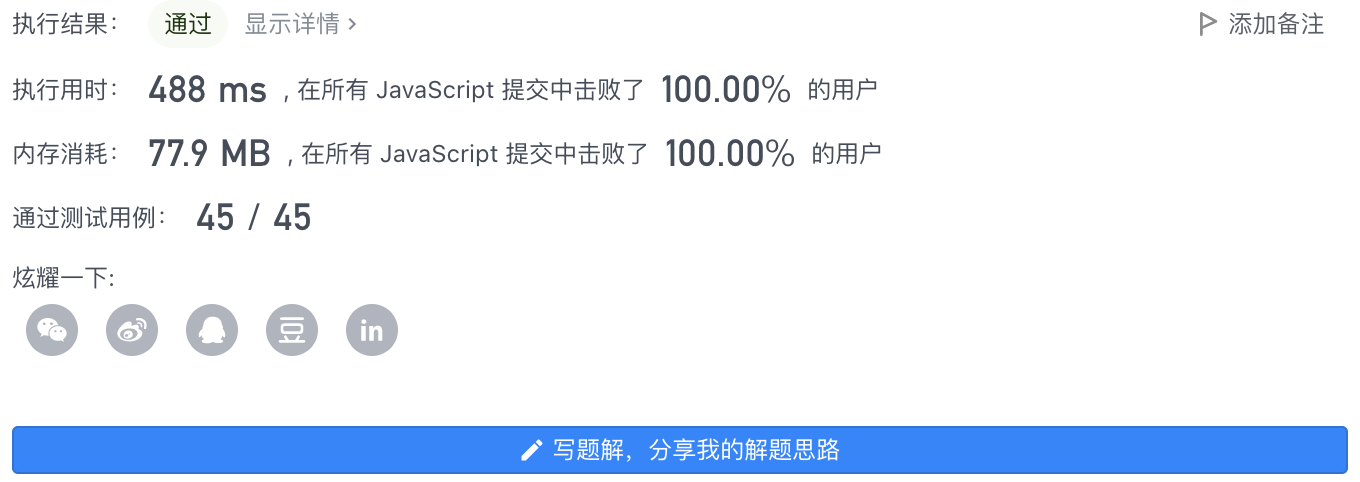 执行结果： 通过 显示详情 > 添加备注
执行用时： 488 ms , 在所有 JavaScript 提交中击败了 100.00% 的用户
内存消耗： 77.9 MB , 在所有 JavaScript 提交中击败了 100.00% 的用户
通过测试用例： 45 / 45
炫耀一下:
豆 in
写题解，分享我的解题思路